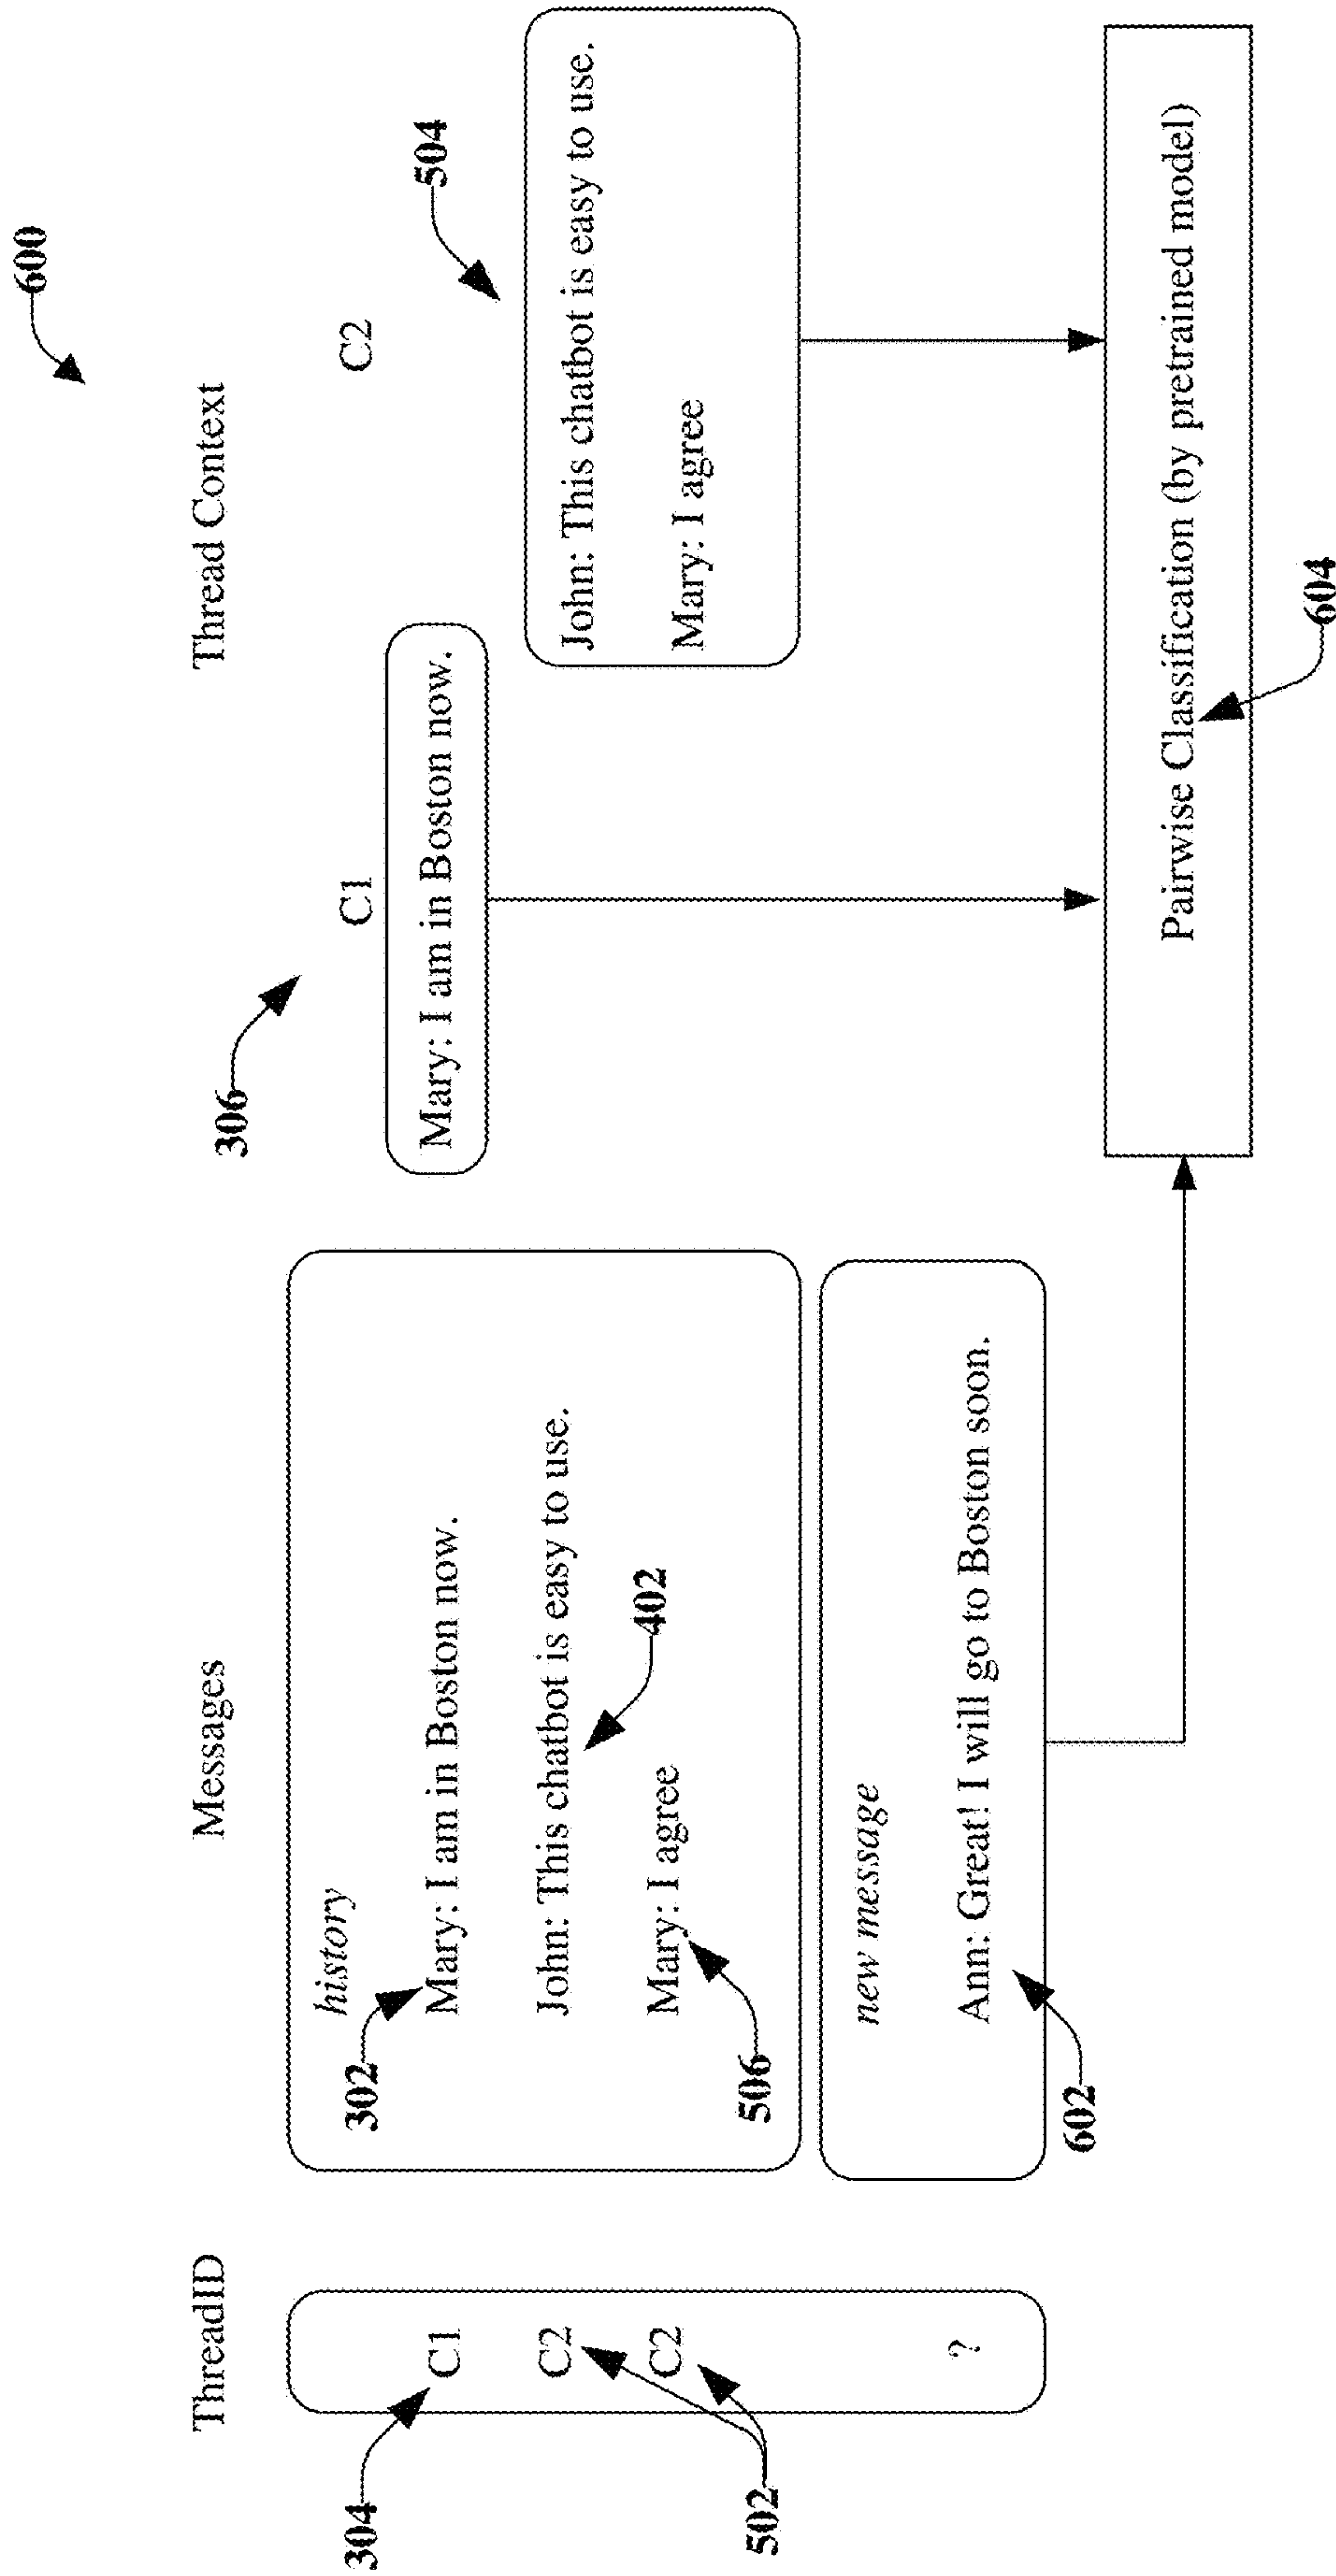 600
ThreadID
Messages
Thread Context
304
C1
C2
C2
502
?
history
302
Mary: I am in Boston now.
John: This chatbot is easy to use.
402
Mary: I agree
506
new message
Ann: Great! I will go to Boston soon.
602
306
C1
Mary: I am in Boston now.
C2
504
John: This chatbot is easy to use.
Mary: I agree
Pairwise Classification (by pretrained model)
604